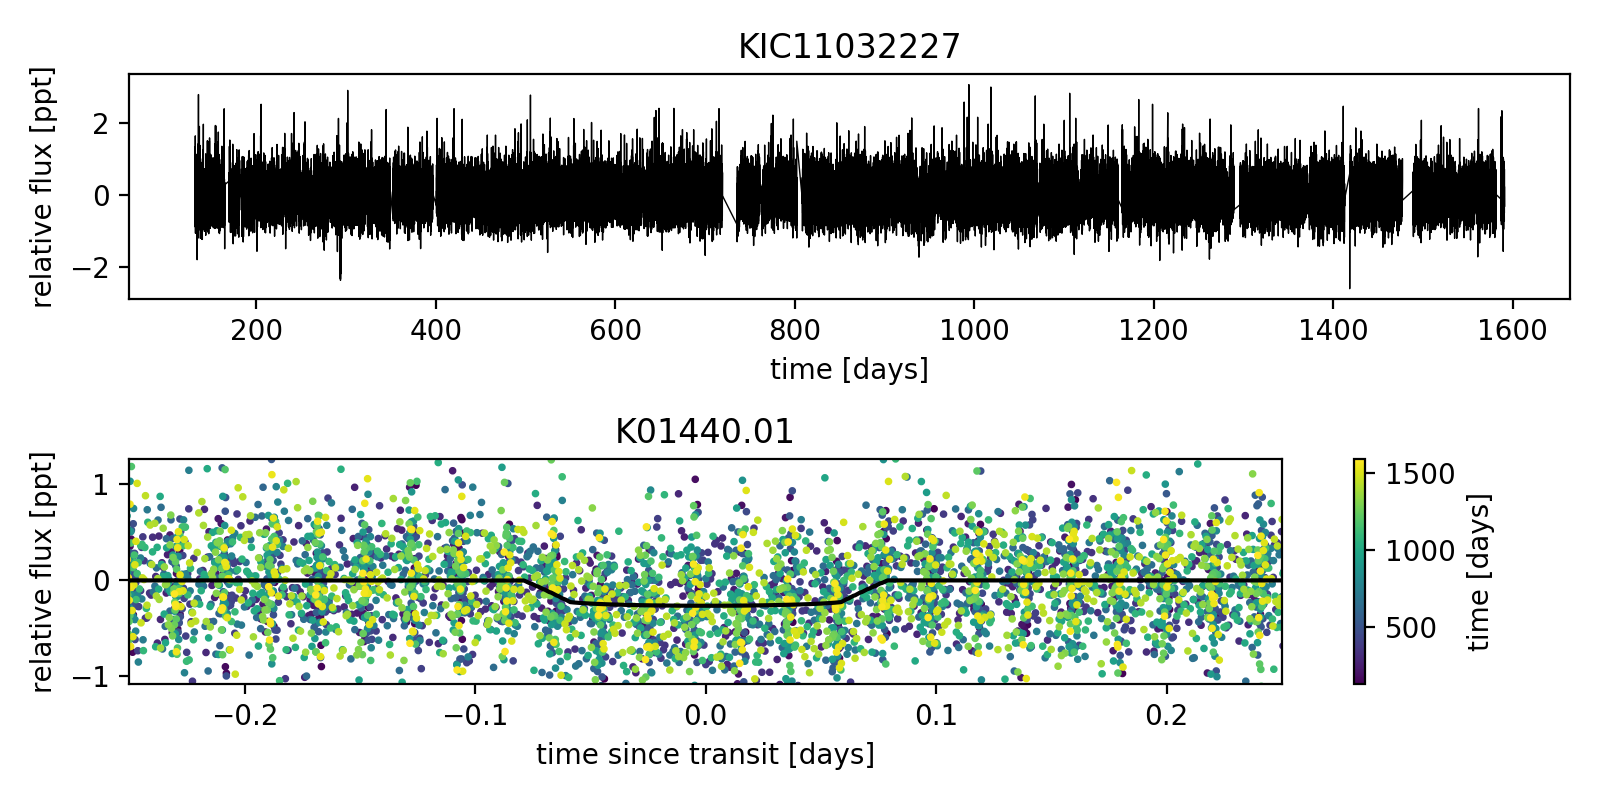 KIC11032227
relative flux [ppt]
2
0
−2
200 400 600 800 1000 1200 1400 1600
time [days]
K01440.01
relative flux [ppt]
1
0
−1
−0.2 −0.1 0.0 0.1 0.2
time since transit [days]
1500
1000
500
time [days]